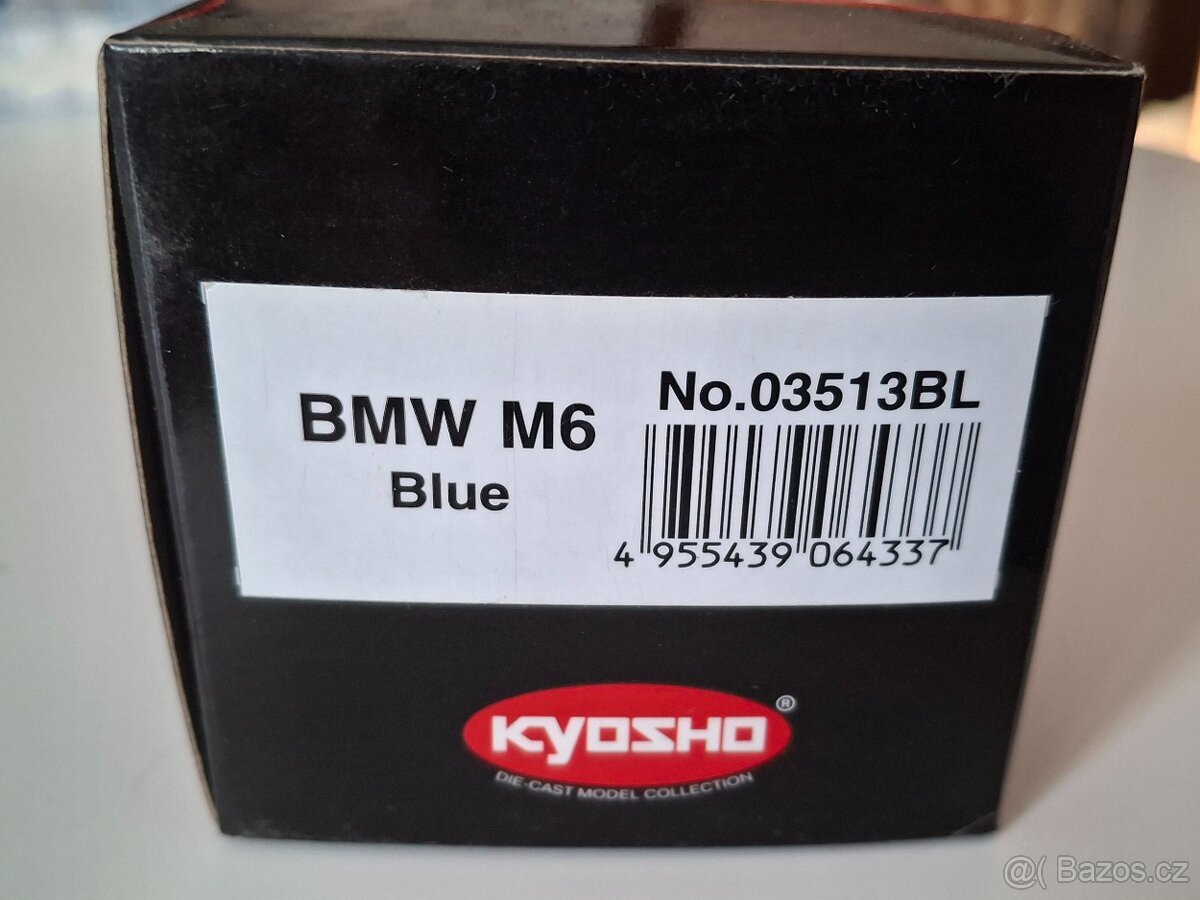 BMW M6
Blue
No.03513BL
4 955439 064337
KYOSHO®
DIE-CAST MODEL COLLECTION
@( Bazos.cz